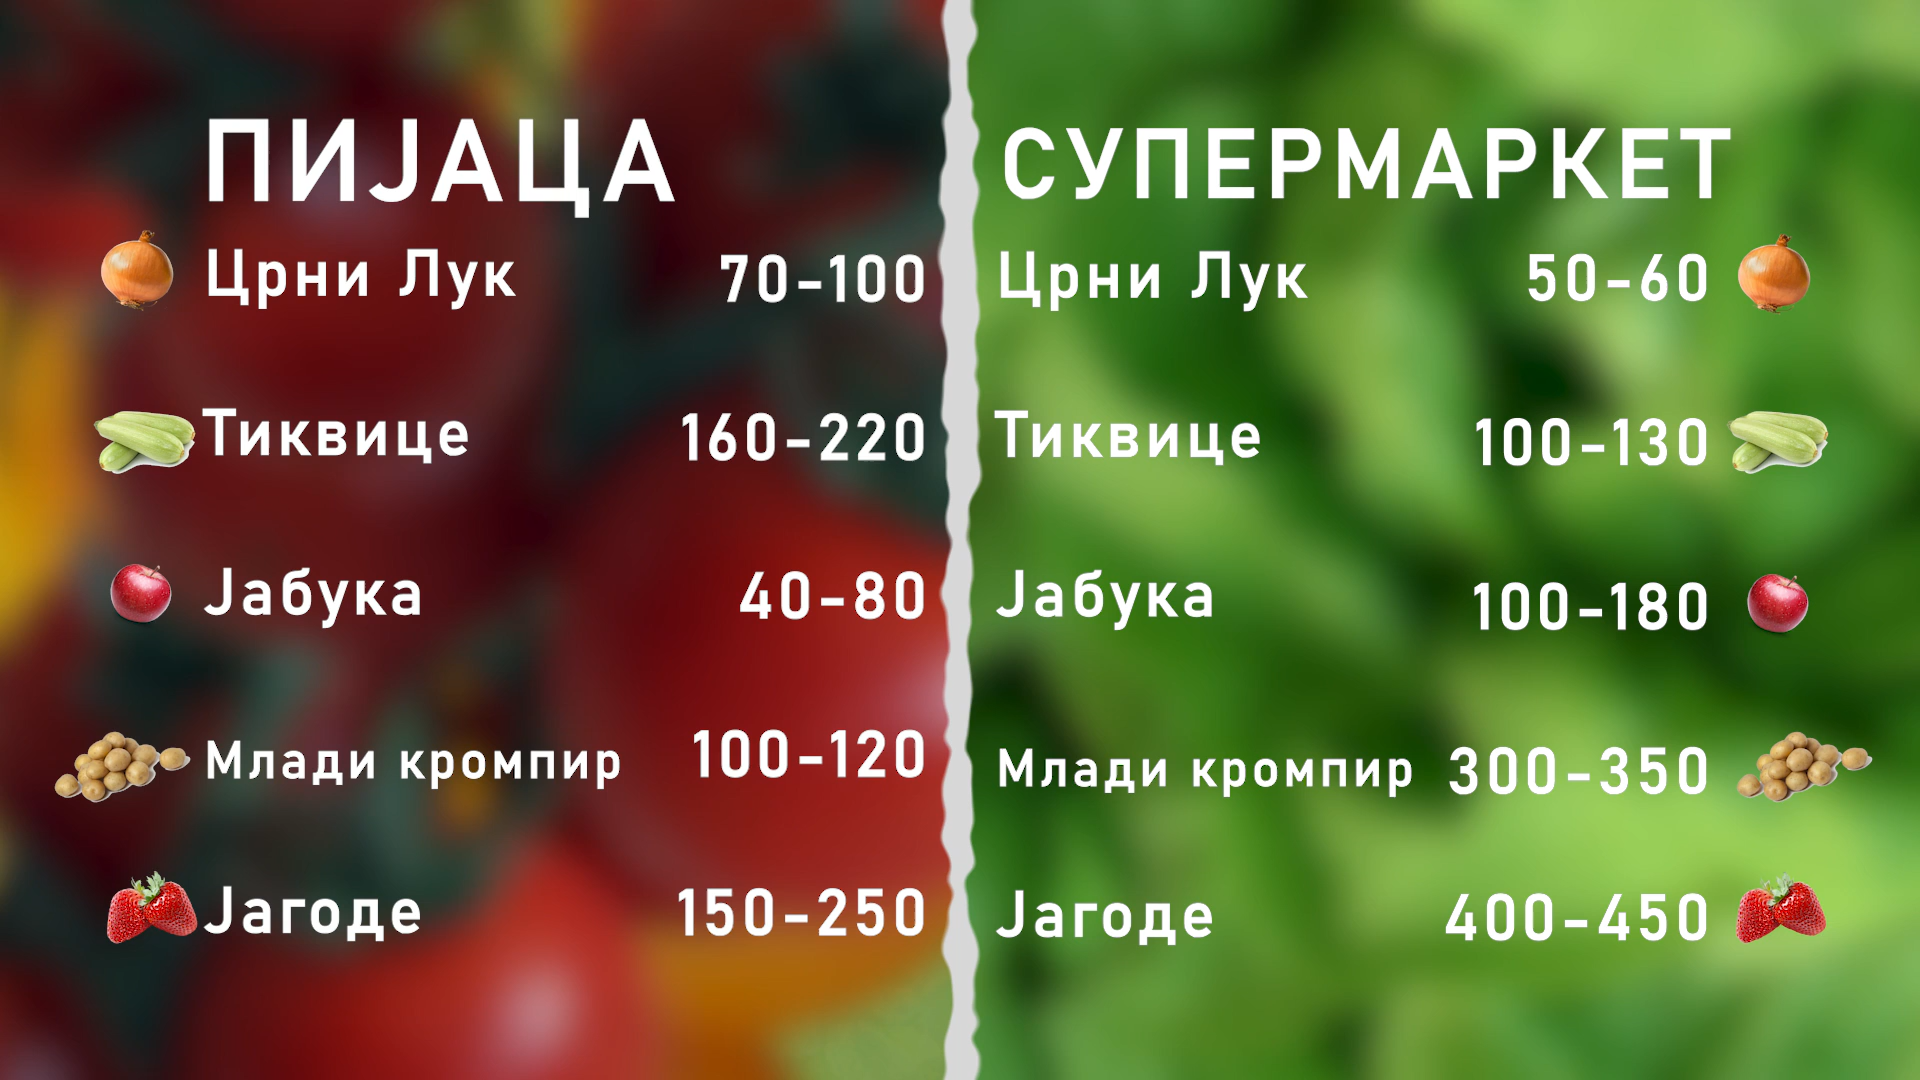 ПИЈАЦА
Црни Лук 70-100
Тиквице 160-220
Јабука 40-80
Млади кромпир 100-120
Јагоде 150-250
СУПЕРМАРКЕТ
Црни Лук 50-60
Тиквице 100-130
Јабука 100-180
Млади кромпир 300-350
Јагоде 400-450